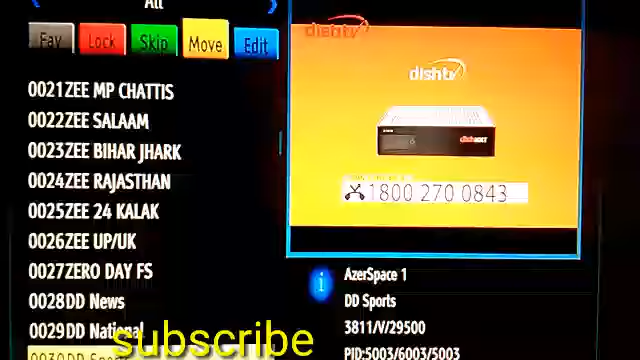 All
Fav Lock Skip Move Edit
0021ZEE MP CHATTIS
0022ZEE SALAAM
0023ZEE BIHAR JHARK
0024ZEE RAJASTHAN
0025ZEE 24 KALAK
0026ZEE UP/UK
0027ZERO DAY FS
0028DD News
0029DD National
0030DD Spo
subscribe
dishtv
dishtv
1800 270 0843
i
AzerSpace 1
DD Sports
3811/V/29500
PID:5003/6003/5003